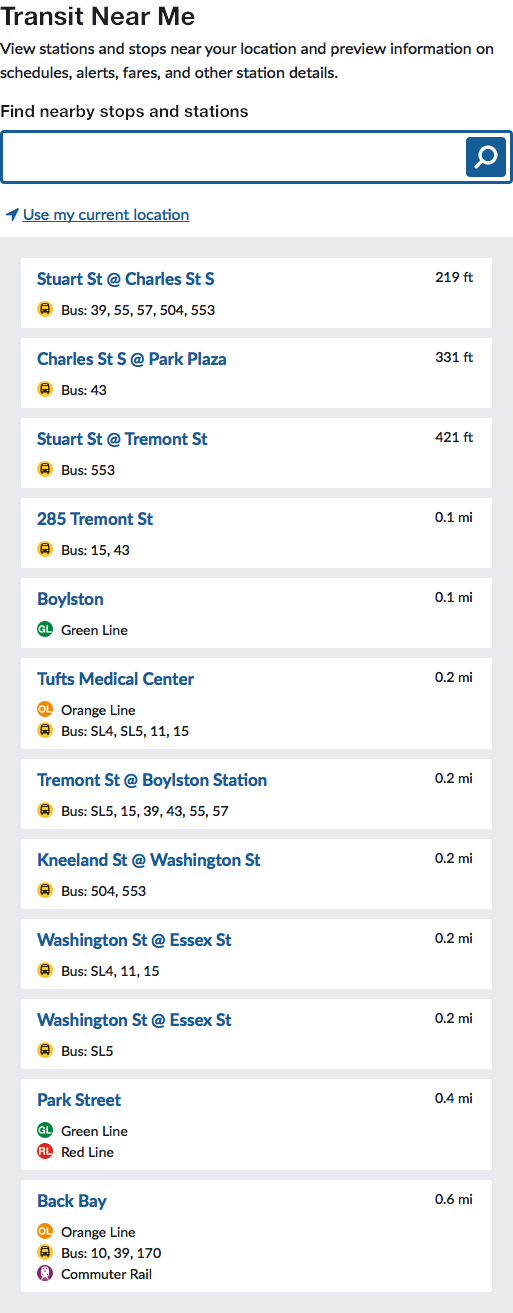 Transit Near Me
View stations and stops near your location and preview information on
schedules, alerts, fares, and other station details.
Find nearby stops and stations
Use my current location
Stuart St @ Charles St S 219 ft
Bus: 39, 55, 57, 504, 553
Charles St S @ Park Plaza 331 ft
Bus: 43
Stuart St @ Tremont St 421 ft
Bus: 553
285 Tremont St 0.1 mi
Bus: 15, 43
Boylston 0.1 mi
GL Green Line
Tufts Medical Center 0.2 mi
OL Orange Line
Bus: SL4, SL5, 11, 15
Tremont St @ Boylston Station 0.2 mi
Bus: SL5, 15, 39, 43, 55, 57
Kneeland St @ Washington St 0.2 mi
Bus: 504, 553
Washington St @ Essex St 0.2 mi
Bus: SL4, 11, 15
Washington St @ Essex St 0.2 mi
Bus: SL5
Park Street 0.4 mi
GL Green Line
RL Red Line
Back Bay 0.6 mi
OL Orange Line
Bus: 10, 39, 170
Commuter Rail